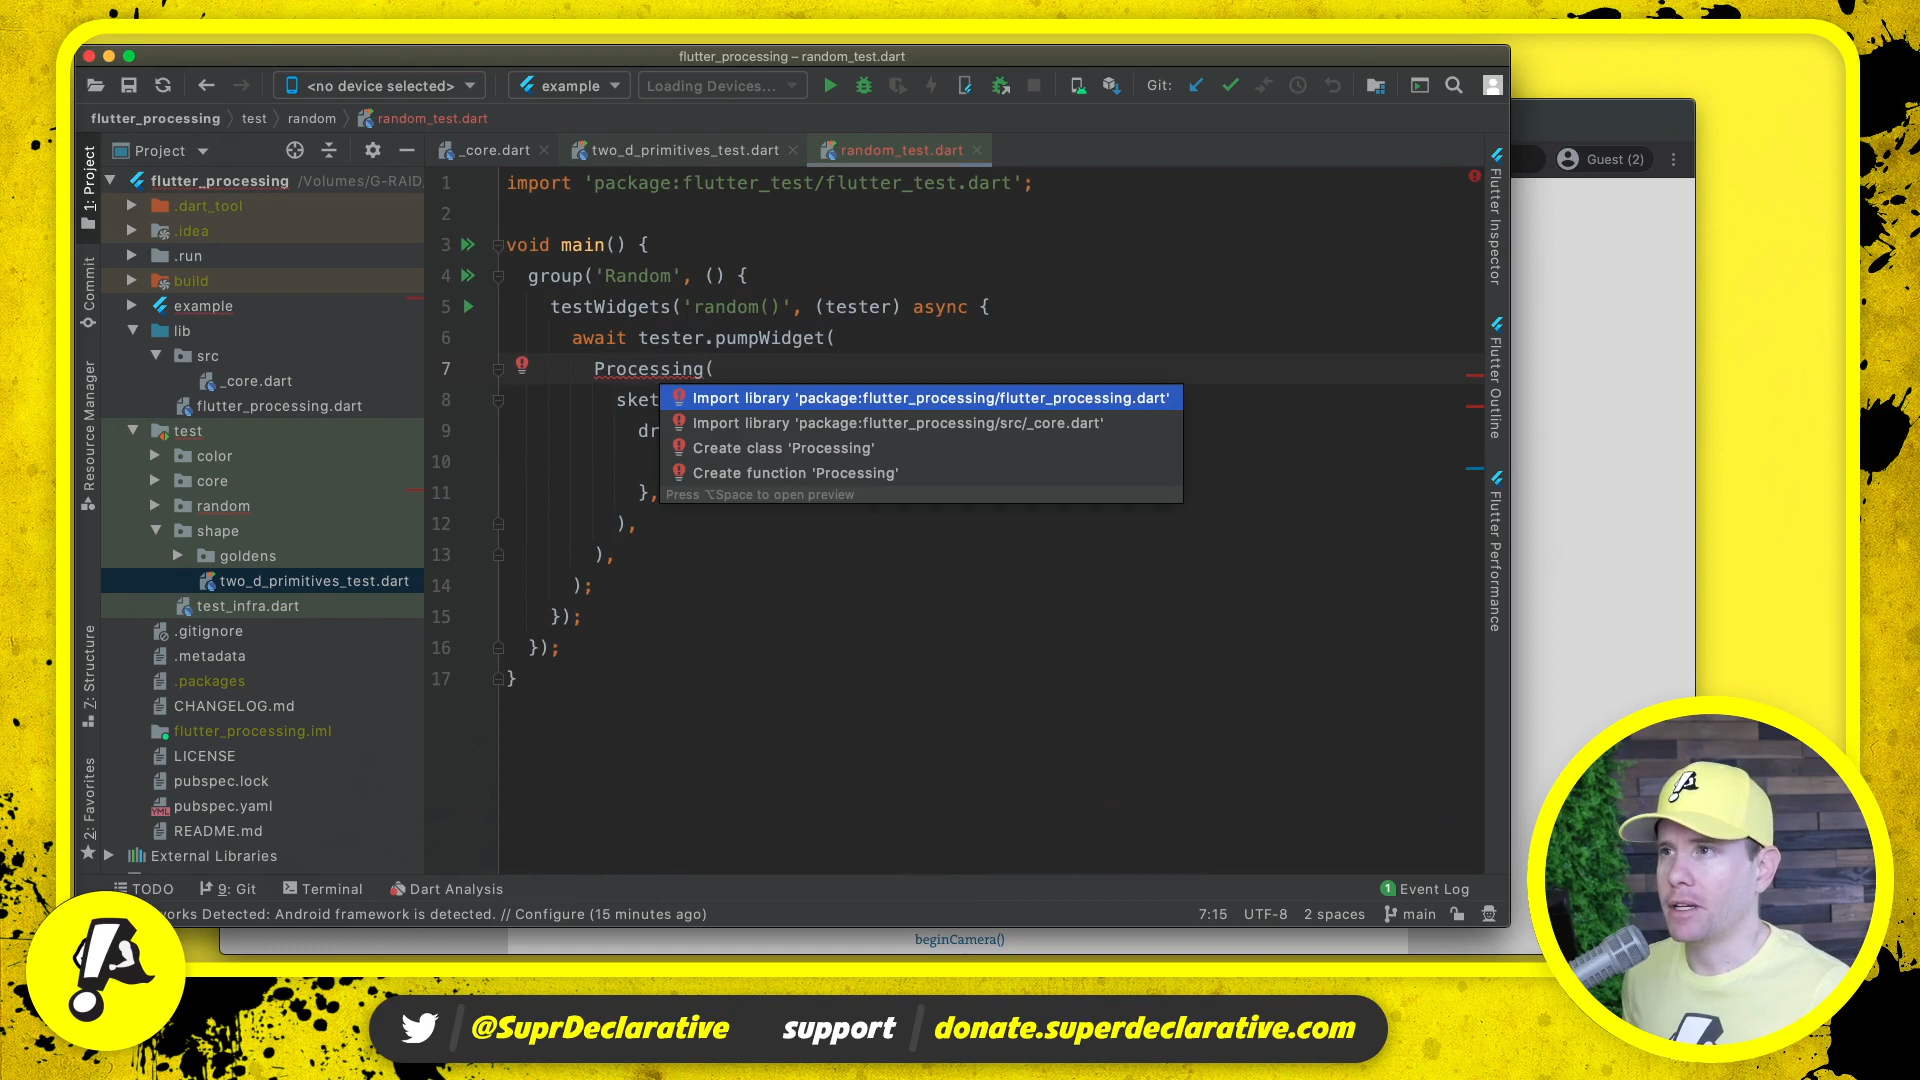 flutter_processing – random_test.dart
<no device selected>
example
Loading Devices...
Git:
flutter_processing
test
random
random_test.dart
Guest (2)
Project
_core.dart
two_d_primitives_test.dart
random_test.dart
1: Project
Commit
Resource Manager
7: Structure
2: Favorites
flutter_processing /Volumes/G-RAID,
.dart_tool
.idea
.run
build
example
lib
src
_core.dart
flutter_processing.dart
test
color
core
random
shape
goldens
two_d_primitives_test.dart
test_infra.dart
.gitignore
.metadata
.packages
CHANGELOG.md
flutter_processing.iml
LICENSE
pubspec.lock
pubspec.yaml
README.md
External Libraries
1 import 'package:flutter_test/flutter_test.dart';
2
3 void main() {
4 group('Random', () {
5 testWidgets('random()', (tester) async {
6 await tester.pumpWidget(
7 Processing(
8 sket
9 dr
10
11 },
12 ),
13 ),
14 );
15 });
16 });
17 }
Import library 'package:flutter_processing/flutter_processing.dart'
Import library 'package:flutter_processing/src/_core.dart'
Create class 'Processing'
Create function 'Processing'
Press ⌥Space to open preview
Flutter Inspector
Flutter Outline
Flutter Performance
TODO
9: Git
Terminal
Dart Analysis
1 Event Log
orks Detected: Android framework is detected. // Configure (15 minutes ago)
7:15
UTF-8
2 spaces
main
beginCamera()
@SuprDeclarative
support
donate.superdeclarative.com